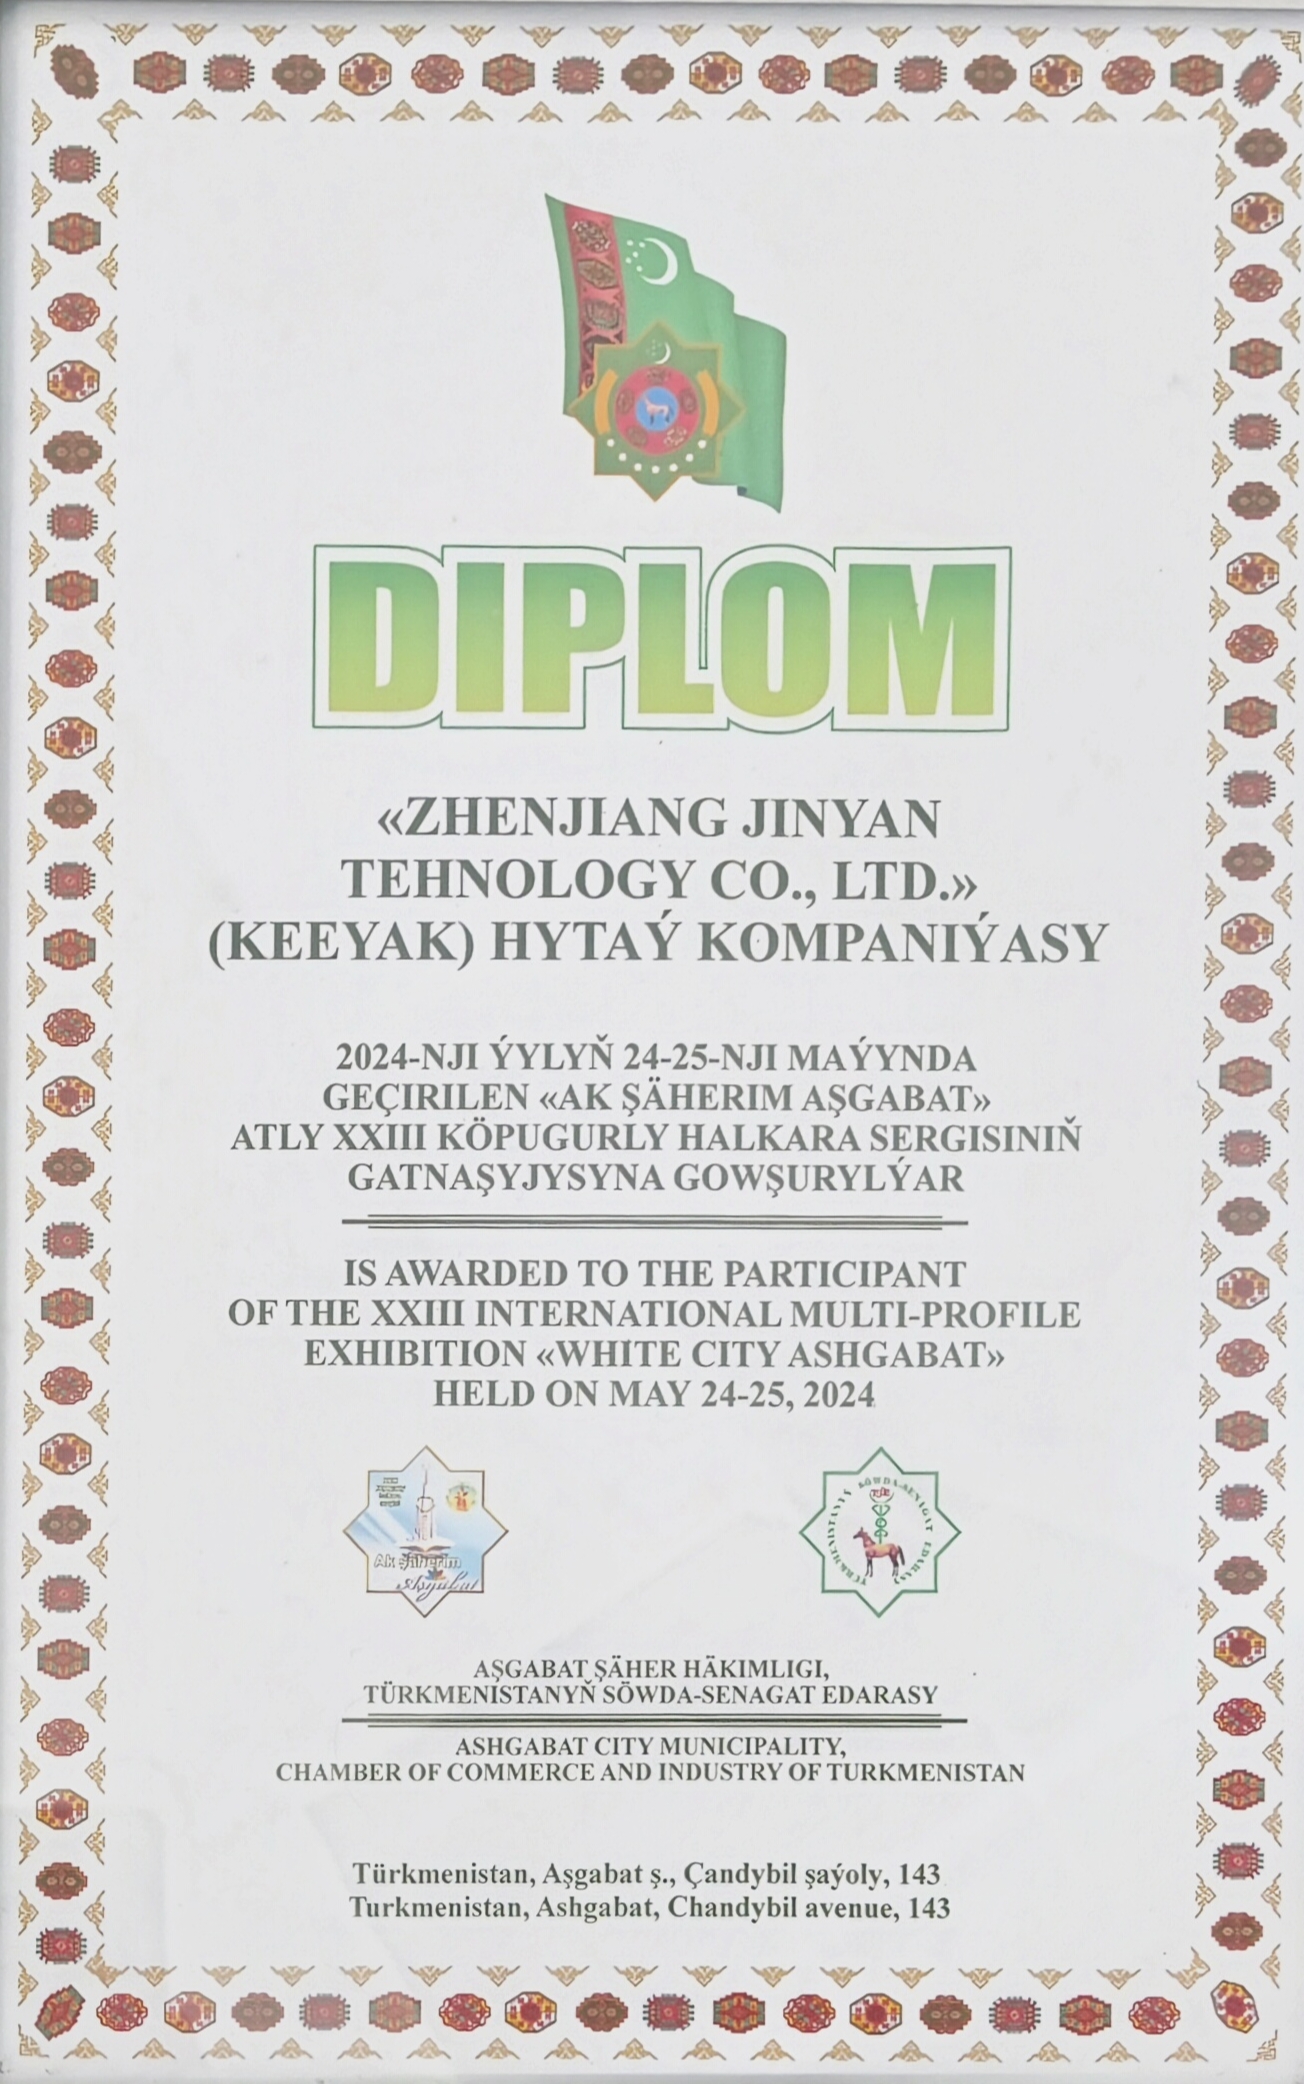 DIPLOM
«ZHENJIANG JINYAN
TEHNOLOGY CO., LTD.»
(KEEYAK) HYTAÝ KOMPANIÝASY
2024-NJI ÝYLYŇ 24-25-NJI MAÝYNDA
GEÇIRILEN «AK ŞÄHERIM AŞGABAT»
ATLY XXIII KÖPUGURLY HALKARA SERGISINIŇ
GATNAŞYJYSYNA GOWŞURYLÝAR
IS AWARDED TO THE PARTICIPANT
OF THE XXIII INTERNATIONAL MULTI-PROFILE
EXHIBITION «WHITE CITY ASHGABAT»
HELD ON MAY 24-25, 2024
Ak şäherim
Aşgabat
TÜRKMENISTANYŇ SÖWDA-SENAGAT EDARASY
AŞGABAT ŞÄHER HÄKIMLIGI,
TÜRKMENISTANYŇ SÖWDA-SENAGAT EDARASY
ASHGABAT CITY MUNICIPALITY,
CHAMBER OF COMMERCE AND INDUSTRY OF TURKMENISTAN
Türkmenistan, Aşgabat ş., Çandybil şaýoly, 143
Turkmenistan, Ashgabat, Chandybil avenue, 143